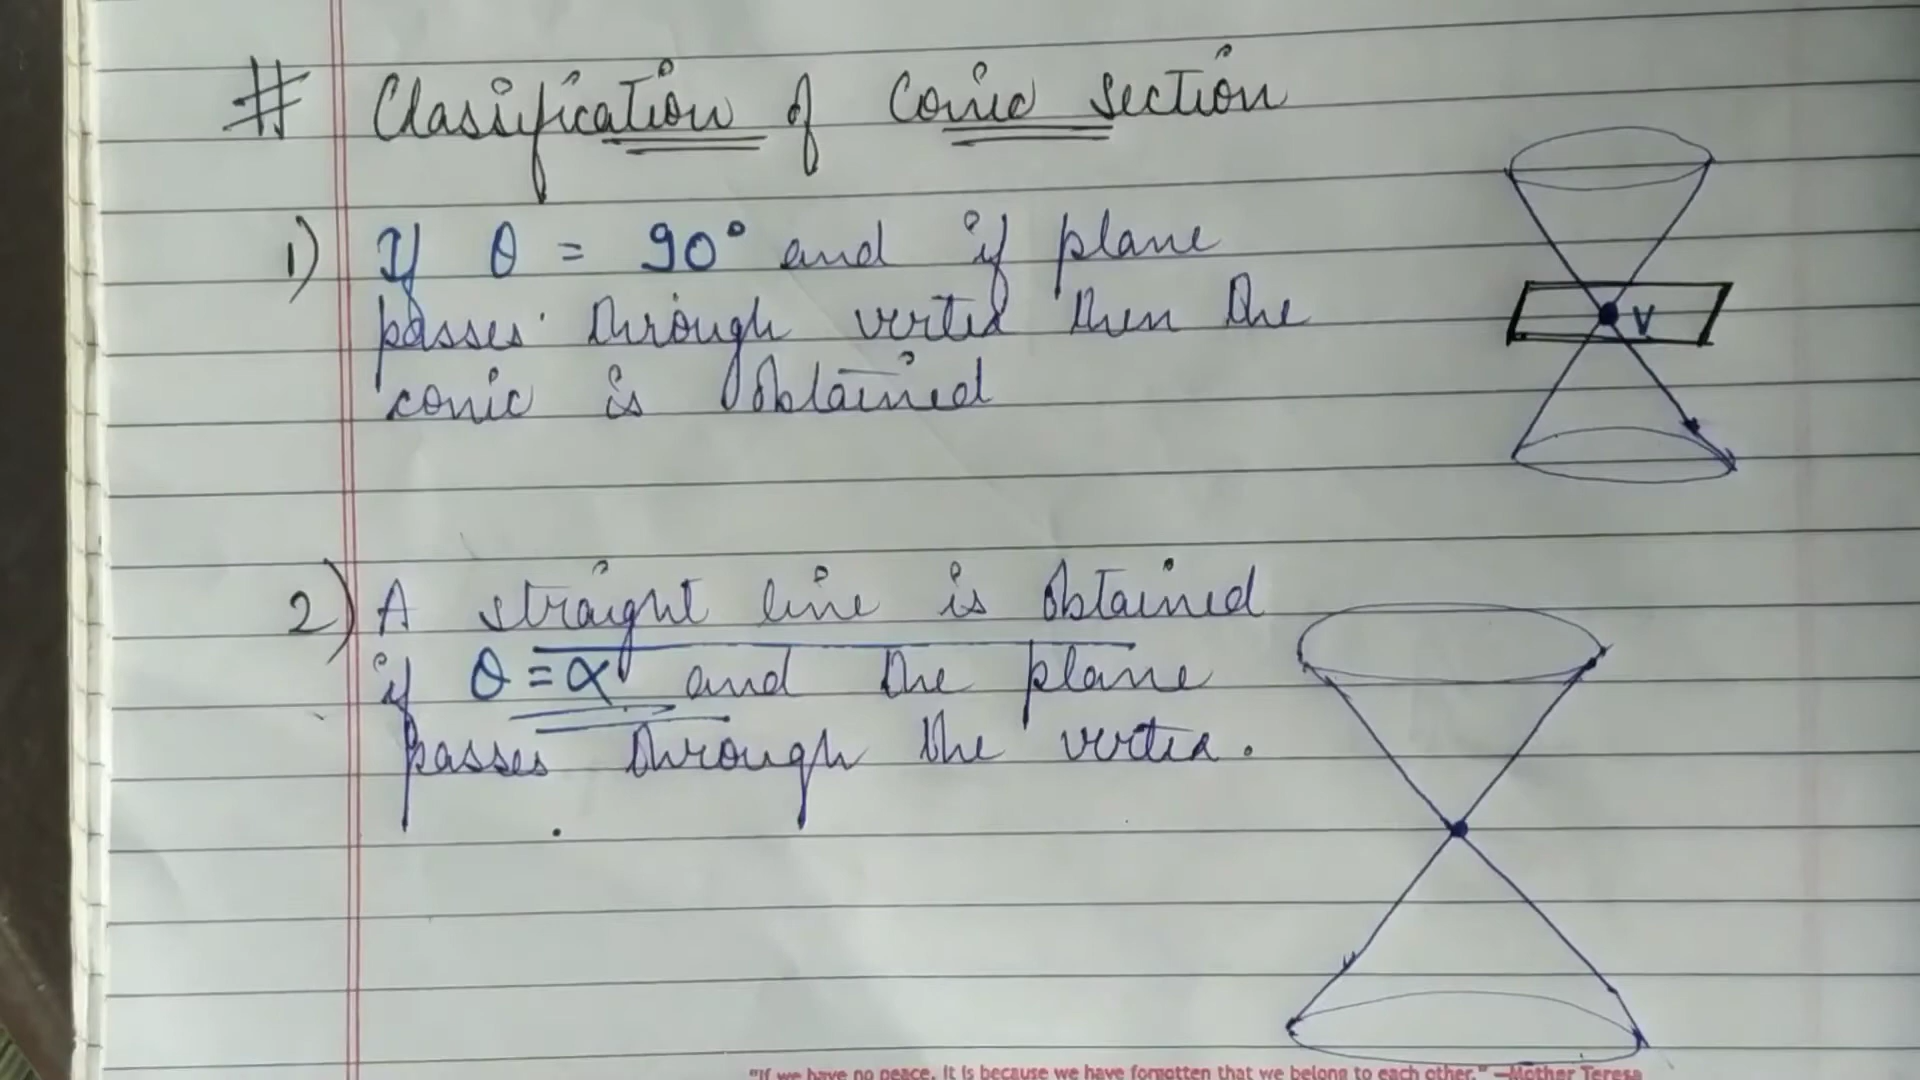 # Clasification of Conic section
1) If θ = 90° and if plane
passes through vertex then the
conic is Obtained
V
2) A straight line is Obtained
if θ = α and the plane
passes through the vertex.
"If we have no peace, it is because we have forgotten that we belong to each other." —Mother Teresa